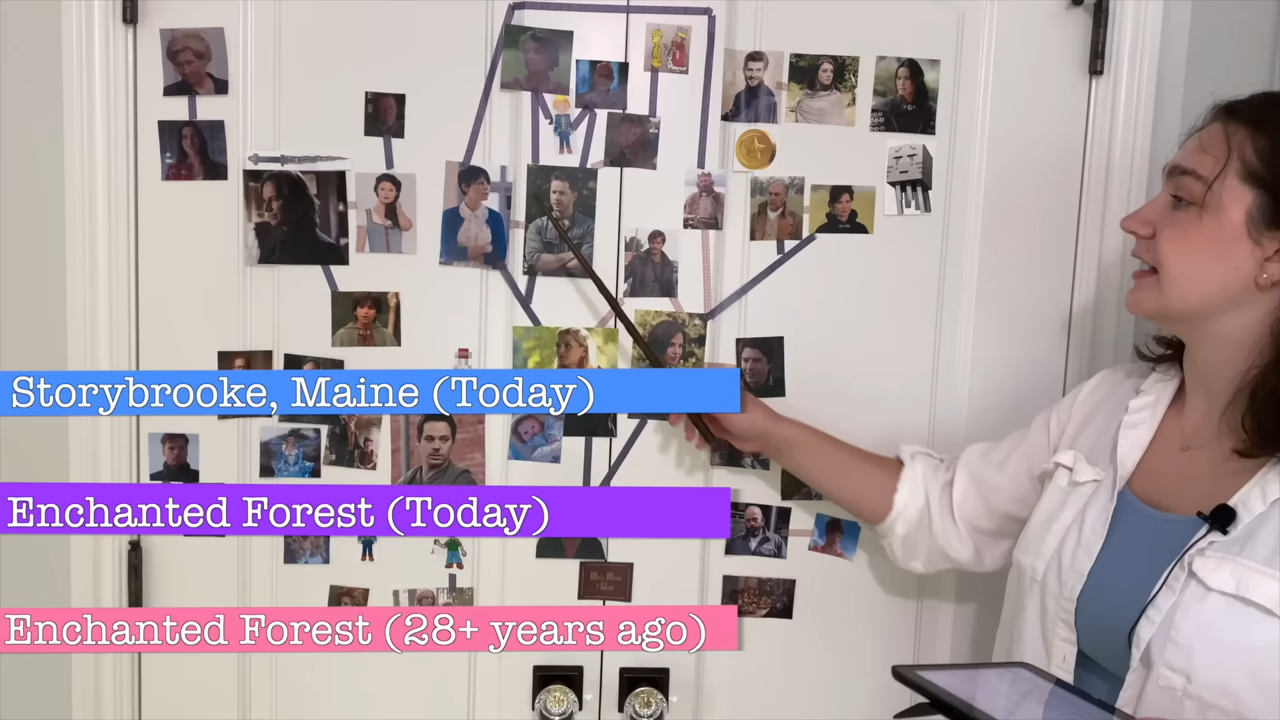 Storybrooke, Maine (Today)
Enchanted Forest (Today)
Enchanted Forest (28+ years ago)